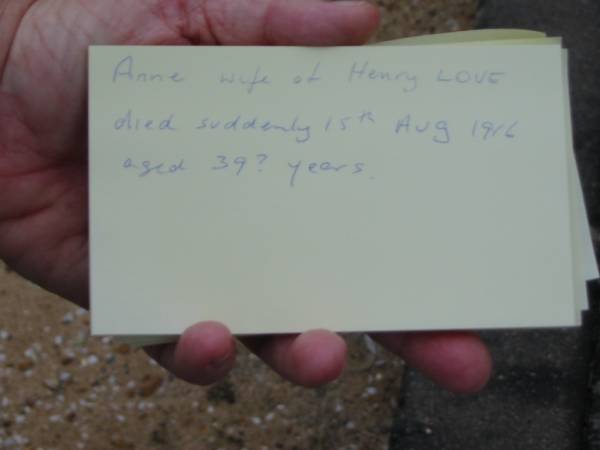 Anne wife of Henry LOVE
died suddenly 15th Aug 1916
aged 39? years.